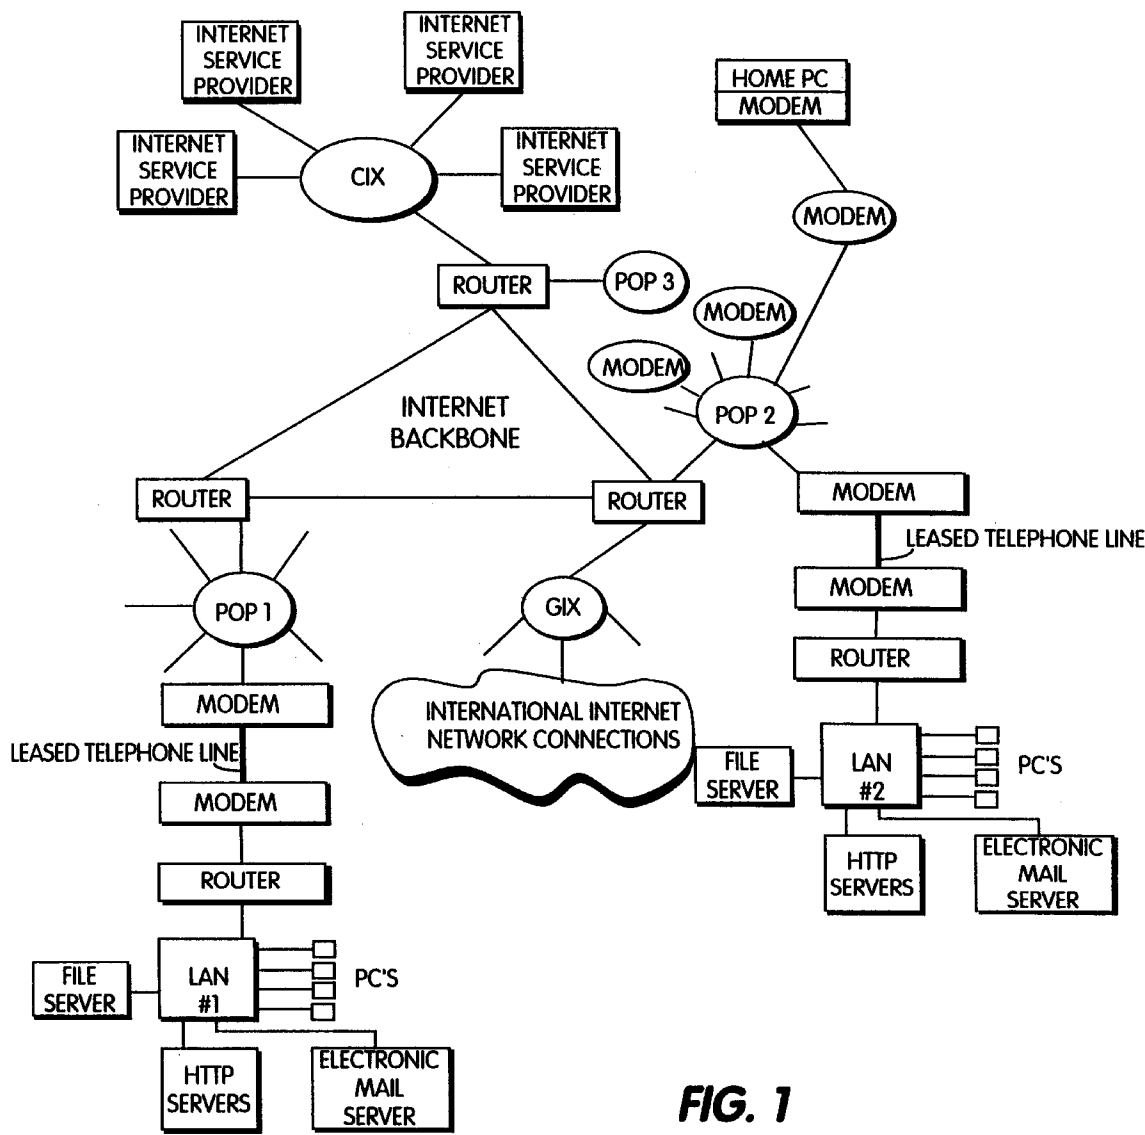 INTERNET
SERVICE
PROVIDER
INTERNET
SERVICE
PROVIDER
HOME PC
MODEM
INTERNET
SERVICE
PROVIDER
CIX
INTERNET
SERVICE
PROVIDER
MODEM
ROUTER
POP 3
MODEM
MODEM
POP 2
INTERNET
BACKBONE
ROUTER
ROUTER
MODEM
LEASED TELEPHONE LINE
MODEM
POP 1
GIX
ROUTER
MODEM
INTERNATIONAL INTERNET
NETWORK CONNECTIONS
LEASED TELEPHONE LINE
FILE
SERVER
LAN
#2
PC'S
MODEM
HTTP
SERVERS
ELECTRONIC
MAIL
SERVER
ROUTER
FILE
SERVER
LAN
#1
PC'S
HTTP
SERVERS
ELECTRONIC
MAIL
SERVER
FIG. 1